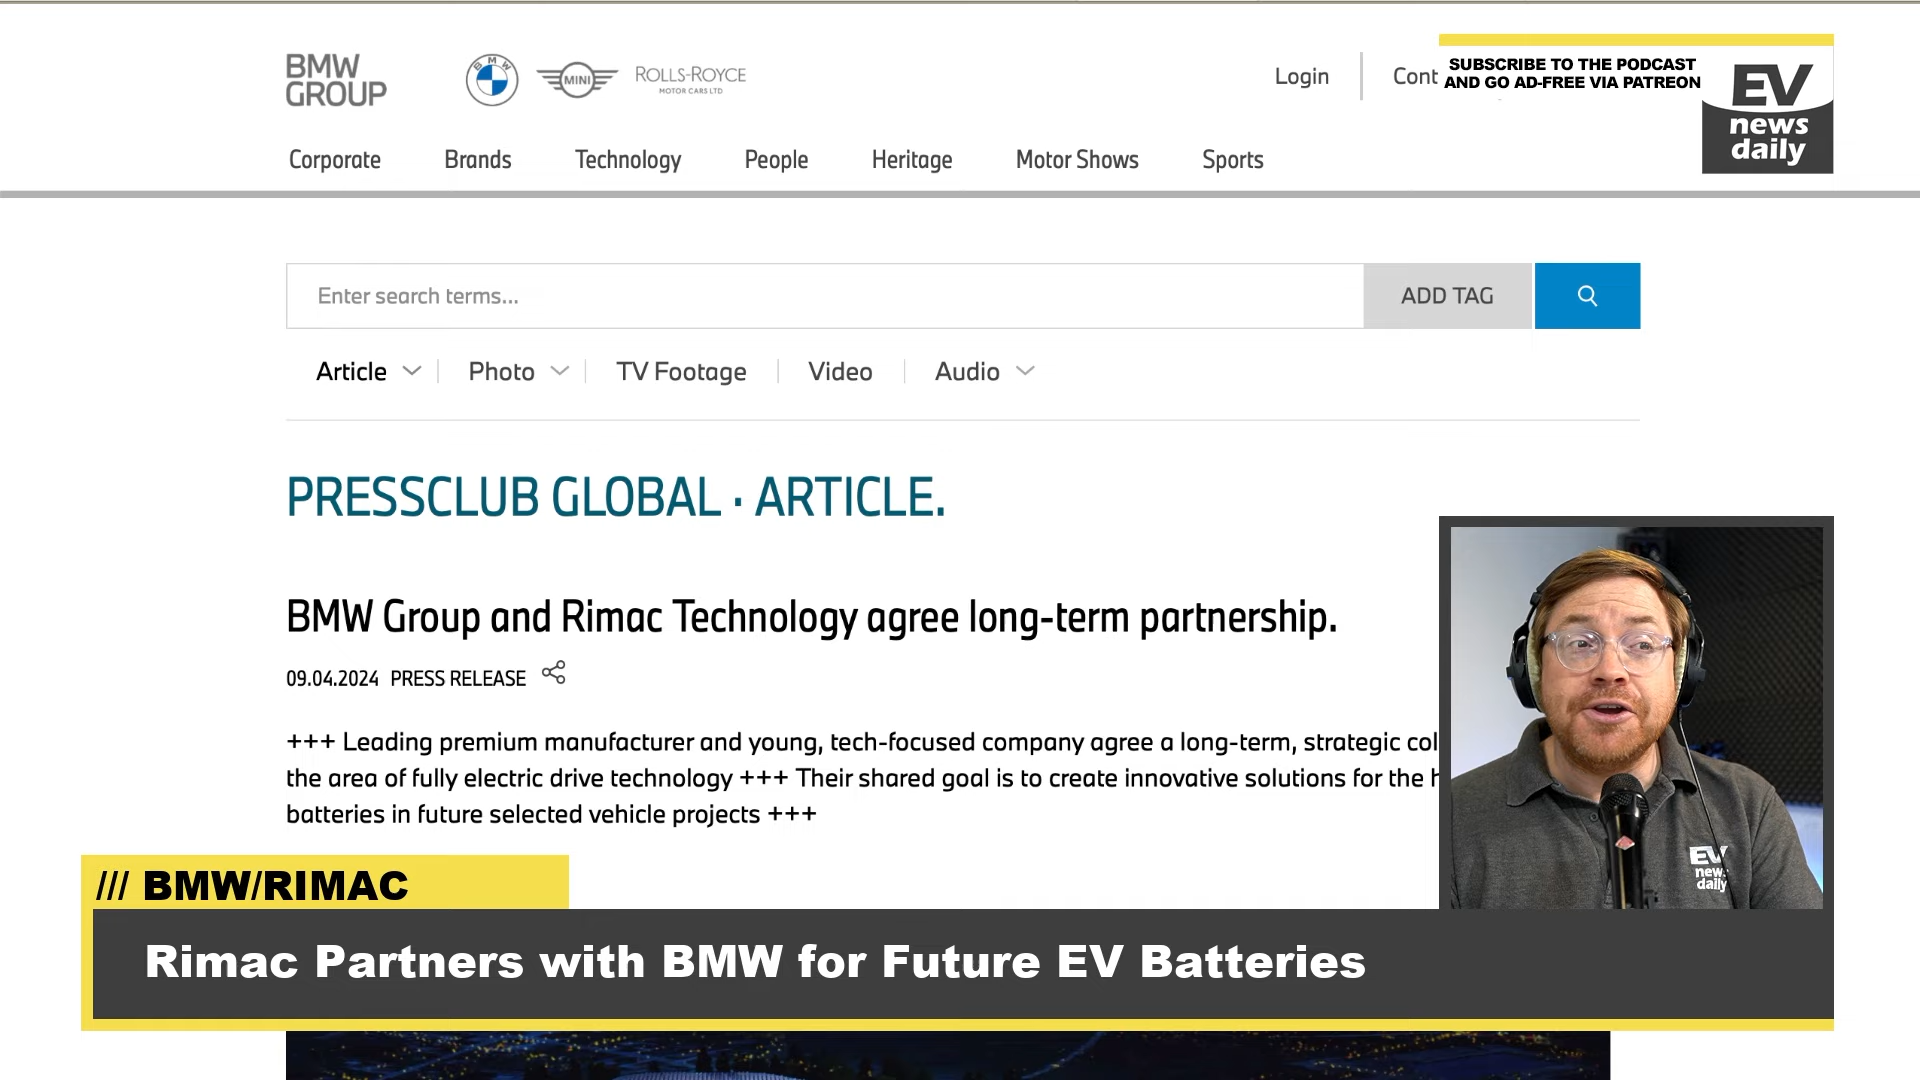 BMW
GROUP
BMW
MINI
ROLLS-ROYCE
MOTOR CARS LTD
Login
Cont
SUBSCRIBE TO THE PODCAST
AND GO AD-FREE VIA PATREON
EV
news
daily
Corporate Brands Technology People Heritage Motor Shows Sports
Enter search terms...
ADD TAG
Article Photo TV Footage Video Audio
PRESSCLUB GLOBAL · ARTICLE.
BMW Group and Rimac Technology agree long-term partnership.
09.04.2024 PRESS RELEASE
+++ Leading premium manufacturer and young, tech-focused company agree a long-term, strategic col
the area of fully electric drive technology +++ Their shared goal is to create innovative solutions for the h
batteries in future selected vehicle projects +++
EV
news
daily
/// BMW/RIMAC
Rimac Partners with BMW for Future EV Batteries